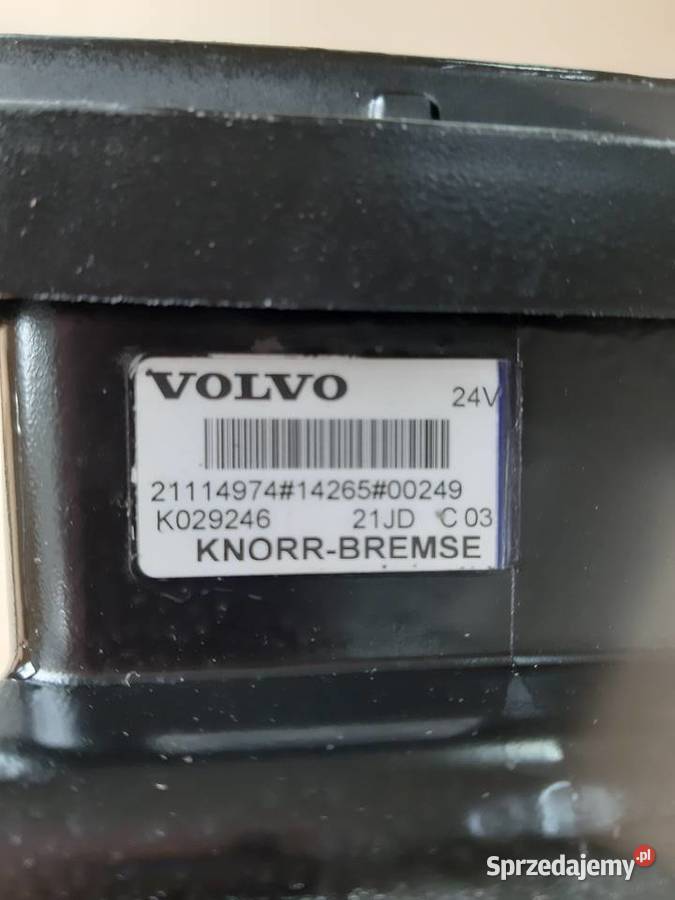 VOLVO 24V
21114974#14265#00249
K029246 21JD C 03
KNORR-BREMSE
Sprzedajemy.pl